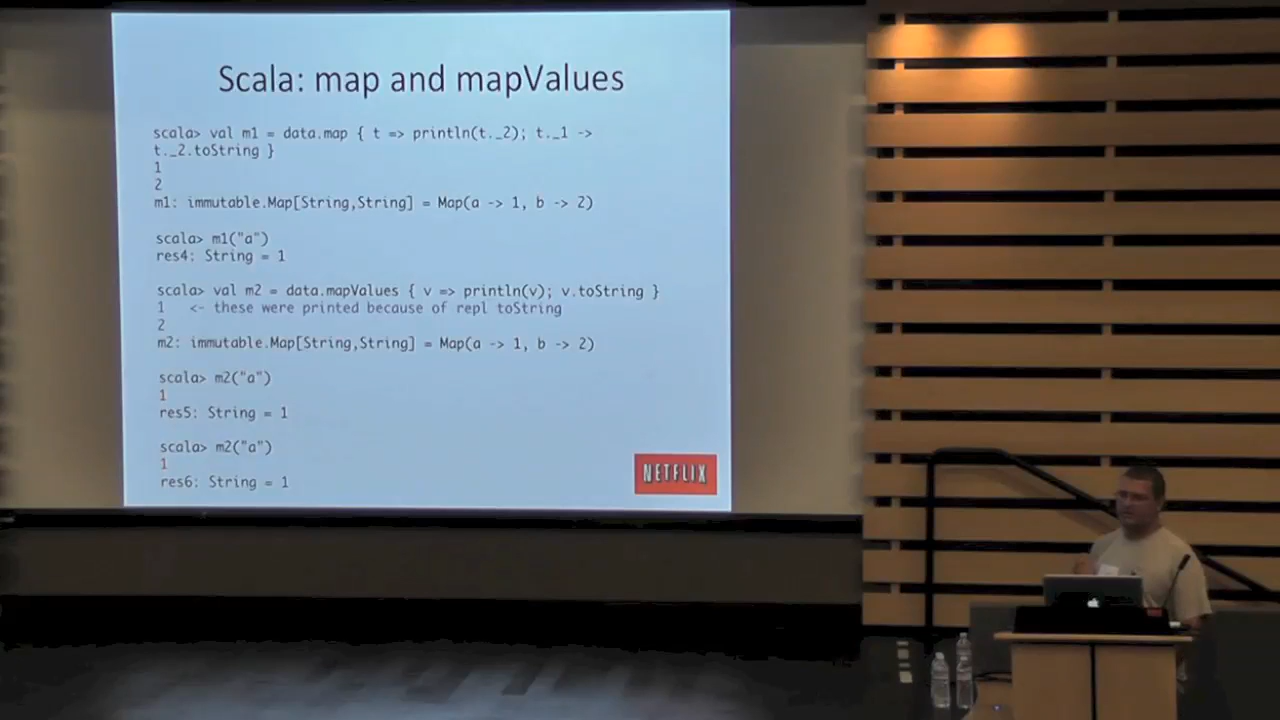 Scala: map and mapValues
scala> val m1 = data.map { t => println(t._2); t._1 ->
t._2.toString }
1
2
m1: immutable.Map[String,String] = Map(a -> 1, b -> 2)
scala> m1("a")
res4: String = 1
scala> val m2 = data.mapValues { v => println(v); v.toString }
1   <- these were printed because of repl toString
2
m2: immutable.Map[String,String] = Map(a -> 1, b -> 2)
scala> m2("a")
1
res5: String = 1
scala> m2("a")
1
res6: String = 1
NETFLIX